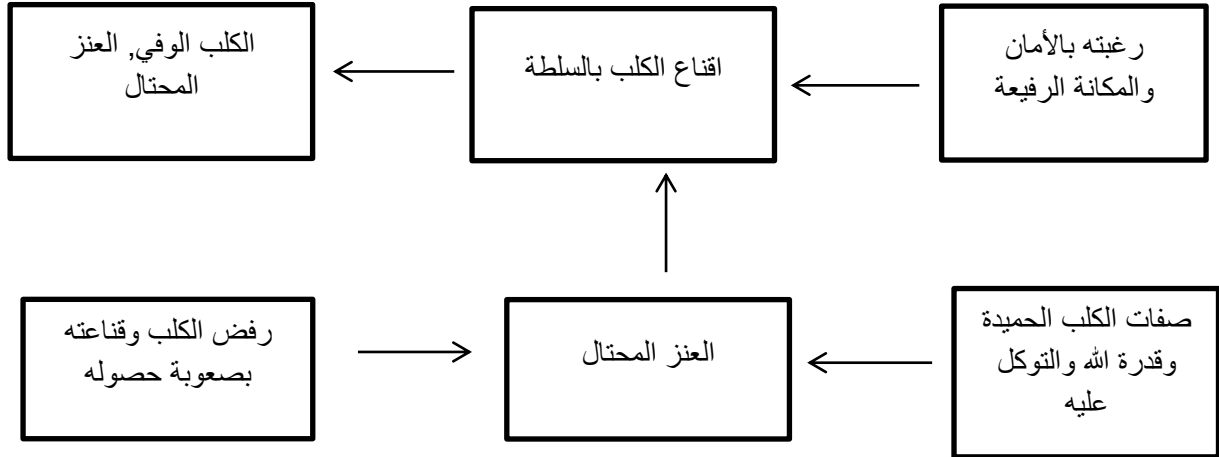 رغبته بالأمان
والمكانة الرفيعة
اقناع الكلب بالسلطة
الكلب الوفي, العنز
المحتال
صفات الكلب الحميدة
وقدرة الله والتوكل
عليه
العنز المحتال
رفض الكلب وقناعته
بصعوبة حصوله